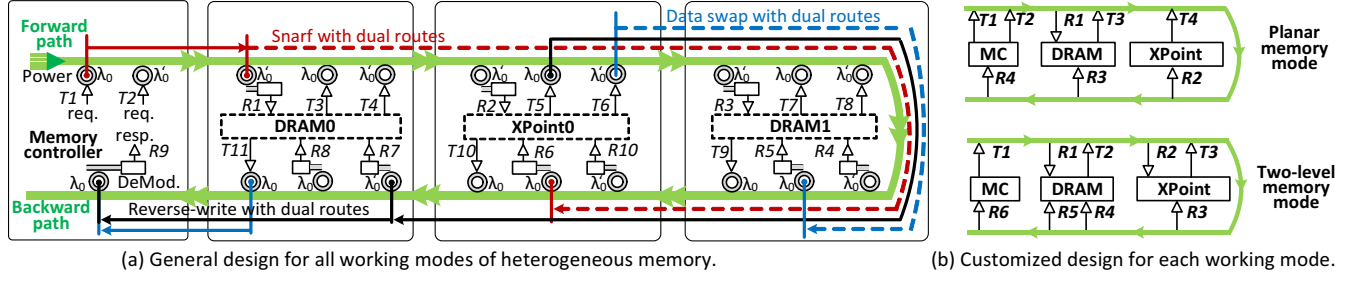 Forward path
Snarf with dual routes
Data swap with dual routes
Power
λ₀ λ₀' λ₀ λ₀' λ₀' λ₀' λ₀ λ₀' λ₀' λ₀' λ₀'
T1 req.
T2 req.
R1 T3 T4
R2 T5 T6
R3 T7 T8
Memory controller
resp.
R9
DRAM0
XPoint0
DRAM1
T11 R8 R7
T10 R6 R10
T9 R5 R4
λ₀ DeMod.
λ₀ λ₀ λ₀ λ₀ λ₀ λ₀ λ₀ λ₀ λ₀
Backward path
Reverse-write with dual routes
(a) General design for all working modes of heterogeneous memory.
T1 T2 R1 T3 T4
MC DRAM XPoint
R4 R3 R2
Planar memory mode
T1 R1 T2 R2 T3
MC DRAM XPoint
R6 R5 R4 R3
Two-level memory mode
(b) Customized design for each working mode.